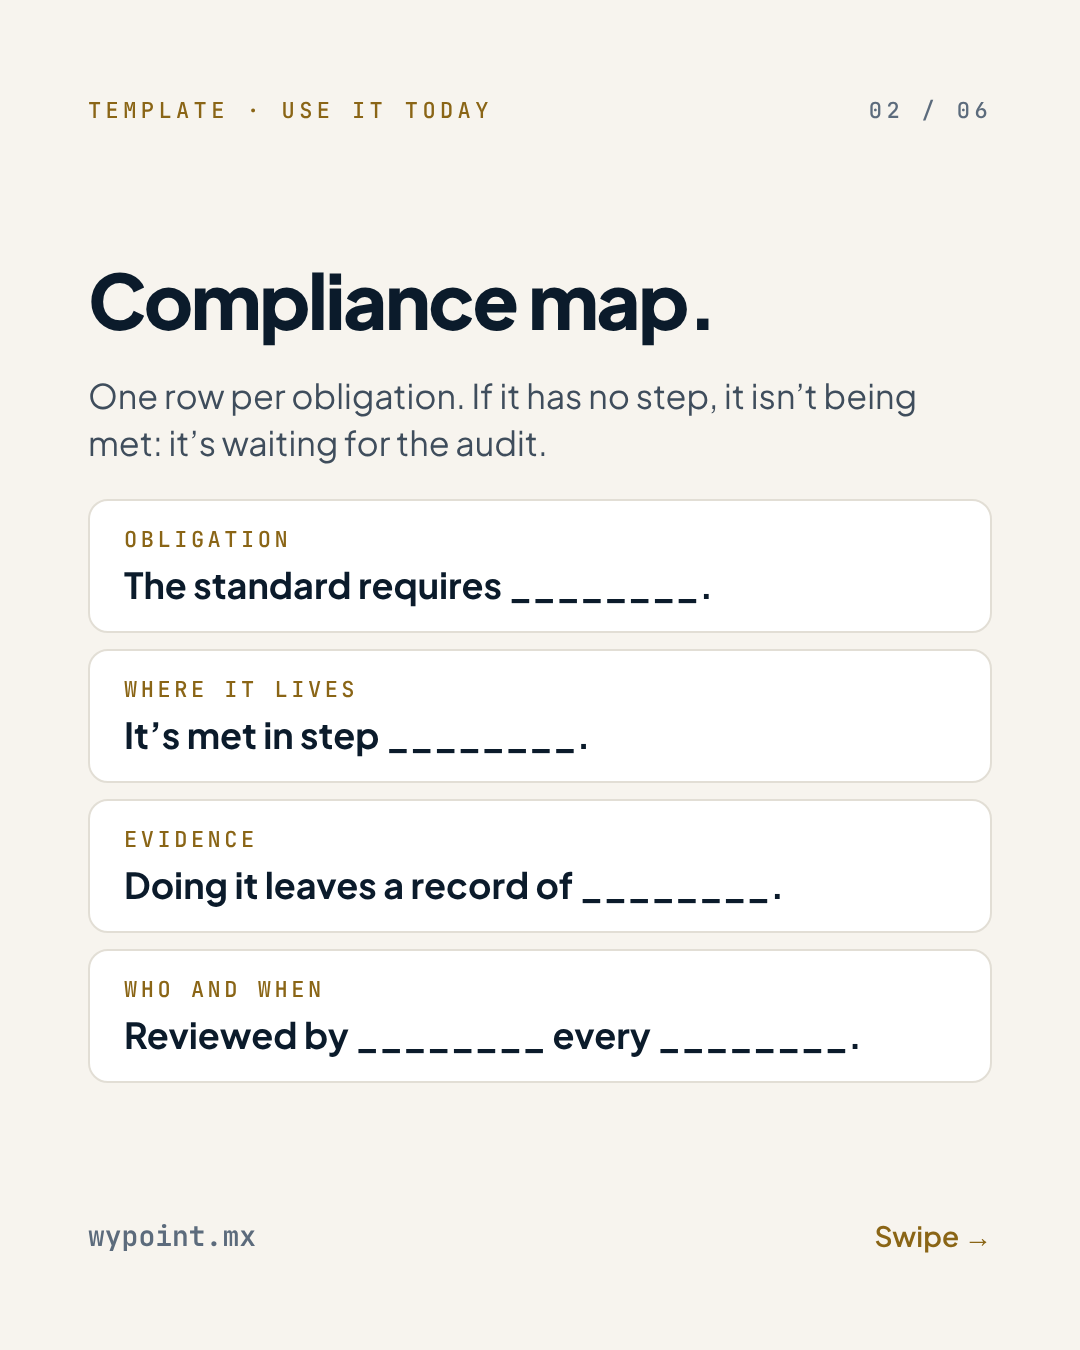 TEMPLATE · USE IT TODAY
02 / 06
Compliance map.
One row per obligation. If it has no step, it isn’t being
met: it’s waiting for the audit.
OBLIGATION
The standard requires ________.
WHERE IT LIVES
It’s met in step ________.
EVIDENCE
Doing it leaves a record of ________.
WHO AND WHEN
Reviewed by ________ every ________.
wypoint.mx
Swipe →